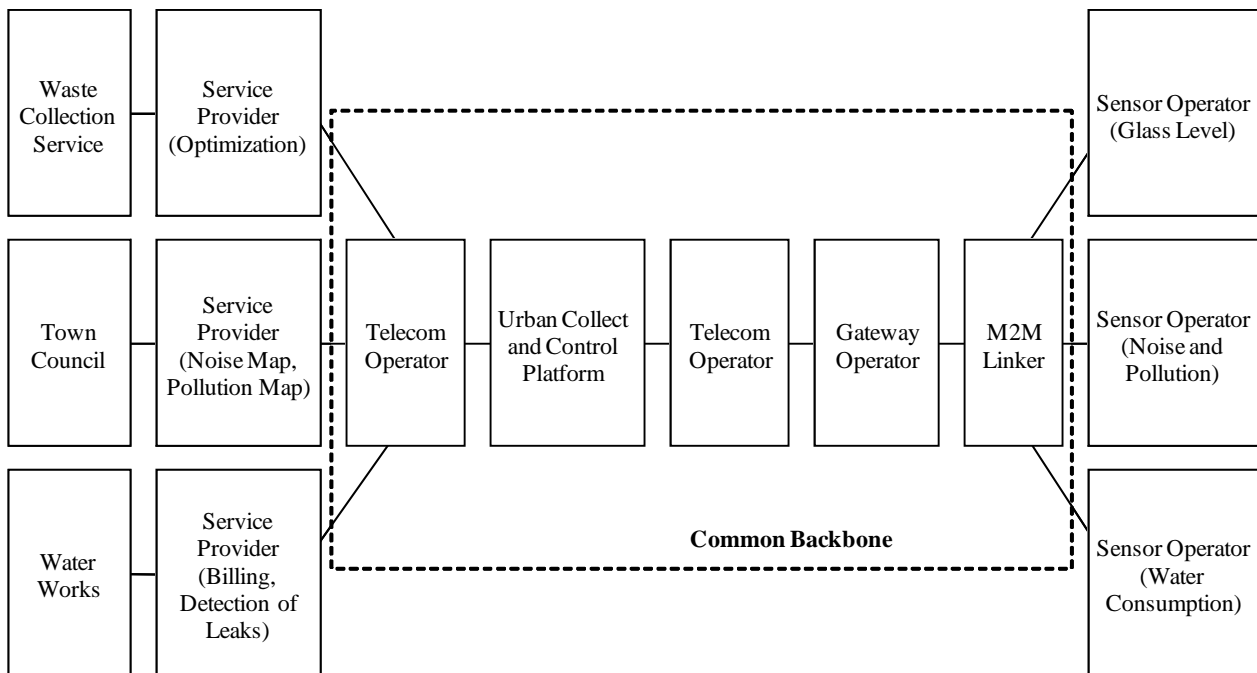 Waste
Collection
Service
Service
Provider
(Optimization)
Sensor Operator
(Glass Level)
Town
Council
Service
Provider
(Noise Map,
Pollution Map)
Telecom
Operator
Urban Collect
and Control
Platform
Telecom
Operator
Gateway
Operator
M2M
Linker
Sensor Operator
(Noise and
Pollution)
Water
Works
Service
Provider
(Billing,
Detection of
Leaks)
Common Backbone
Sensor Operator
(Water
Consumption)